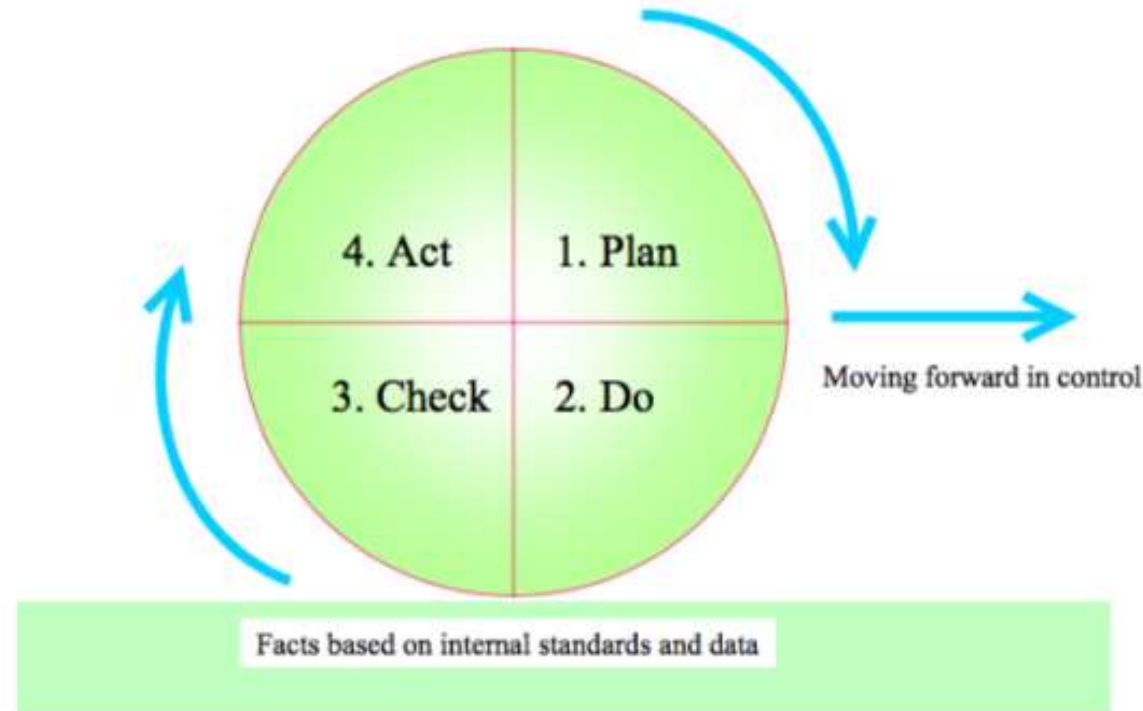 4. Act
1. Plan
3. Check
2. Do
Moving forward in control
Facts based on internal standards and data